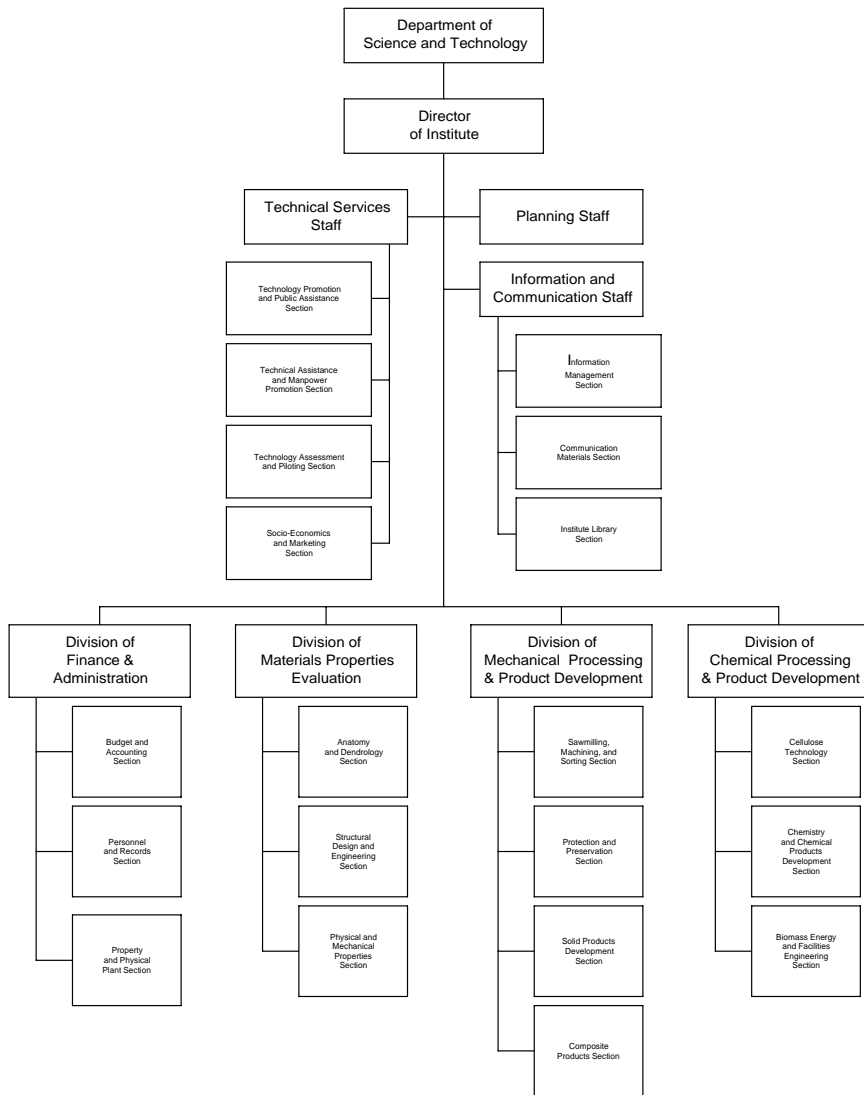 Department of
Science and Technology
Director
of Institute
Technical Services
Staff
Planning Staff
Technology Promotion
and Public Assistance
Section
Technical Assistance
and Manpower
Promotion Section
Technology Assessment
and Piloting Section
Socio-Economics
and Marketing
Section
Information and
Communication Staff
Information
Management
Section
Communication
Materials Section
Institute Library
Section
Division of
Finance &
Administration
Budget and
Accounting
Section
Personnel
and Records
Section
Property
and Physical
Plant Section
Division of
Materials Properties
Evaluation
Anatomy
and Dendrology
Section
Structural
Design and
Engineering
Section
Physical and
Mechanical
Properties
Section
Division of
Mechanical Processing
& Product Development
Sawmilling,
Machining, and
Sorting Section
Protection and
Preservation
Section
Solid Products
Development
Section
Composite
Products Section
Division of
Chemical Processing
& Product Development
Cellulose
Technology
Section
Chemistry
and Chemical
Products
Development
Section
Biomass Energy
and Facilities
Engineering
Section